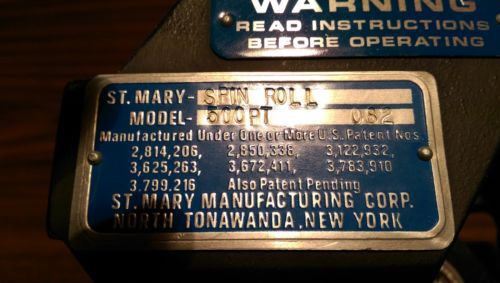 WARNING
READ INSTRUCTIONS
BEFORE OPERATING
ST. MARY- SPIN ROLL
MODEL- 500PT 082
Manufactured Under One or More U.S. Patent Nos.
2,814,206, 2,850,336, 3,122,932,
3,625,263, 3,672,411, 3,783,910
3,799,216 Also Patent Pending
ST. MARY MANUFACTURING CORP.
NORTH TONAWANDA, NEW YORK